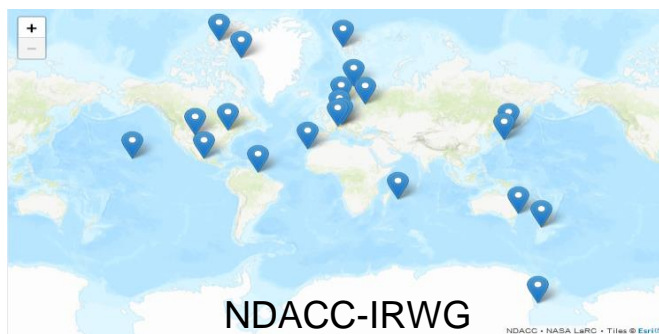 +
−
NDACC-IRWG
NDACC • NASA LaRC • Tiles © Esri